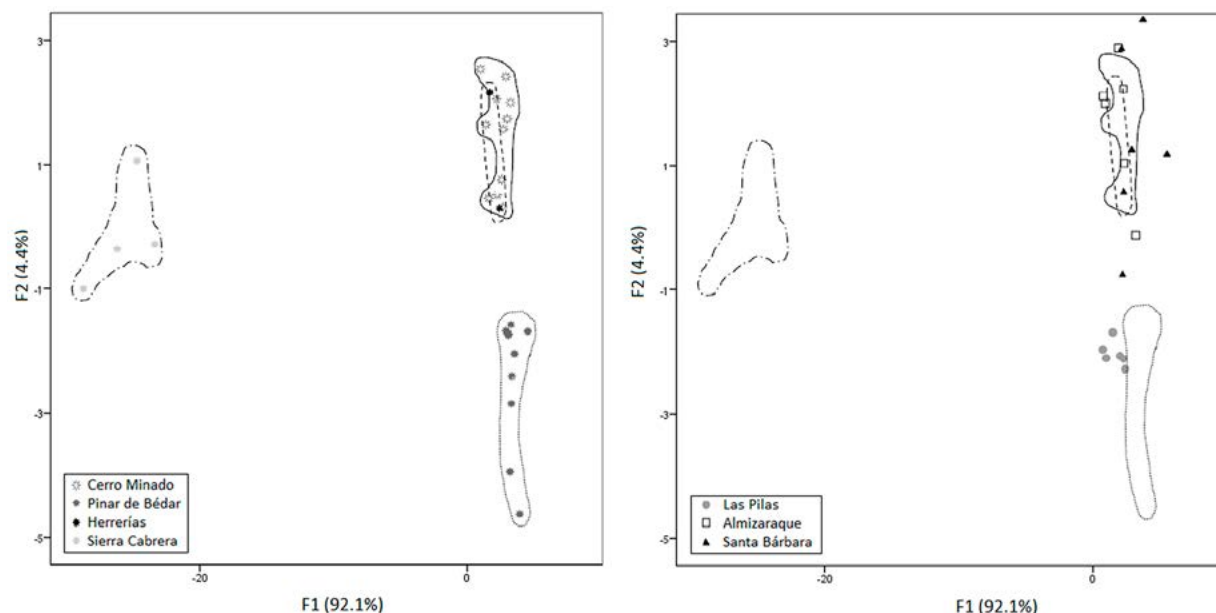 3
1
-1
-3
-5
F2 (4.4%)
Cerro Minado
Pinar de Bédar
Herrerías
Sierra Cabrera
-20
0
F1 (92.1%)
3
1
-1
-3
-5
F2 (4.4%)
Las Pilas
Almizaraque
Santa Bárbara
-20
0
F1 (92.1%)